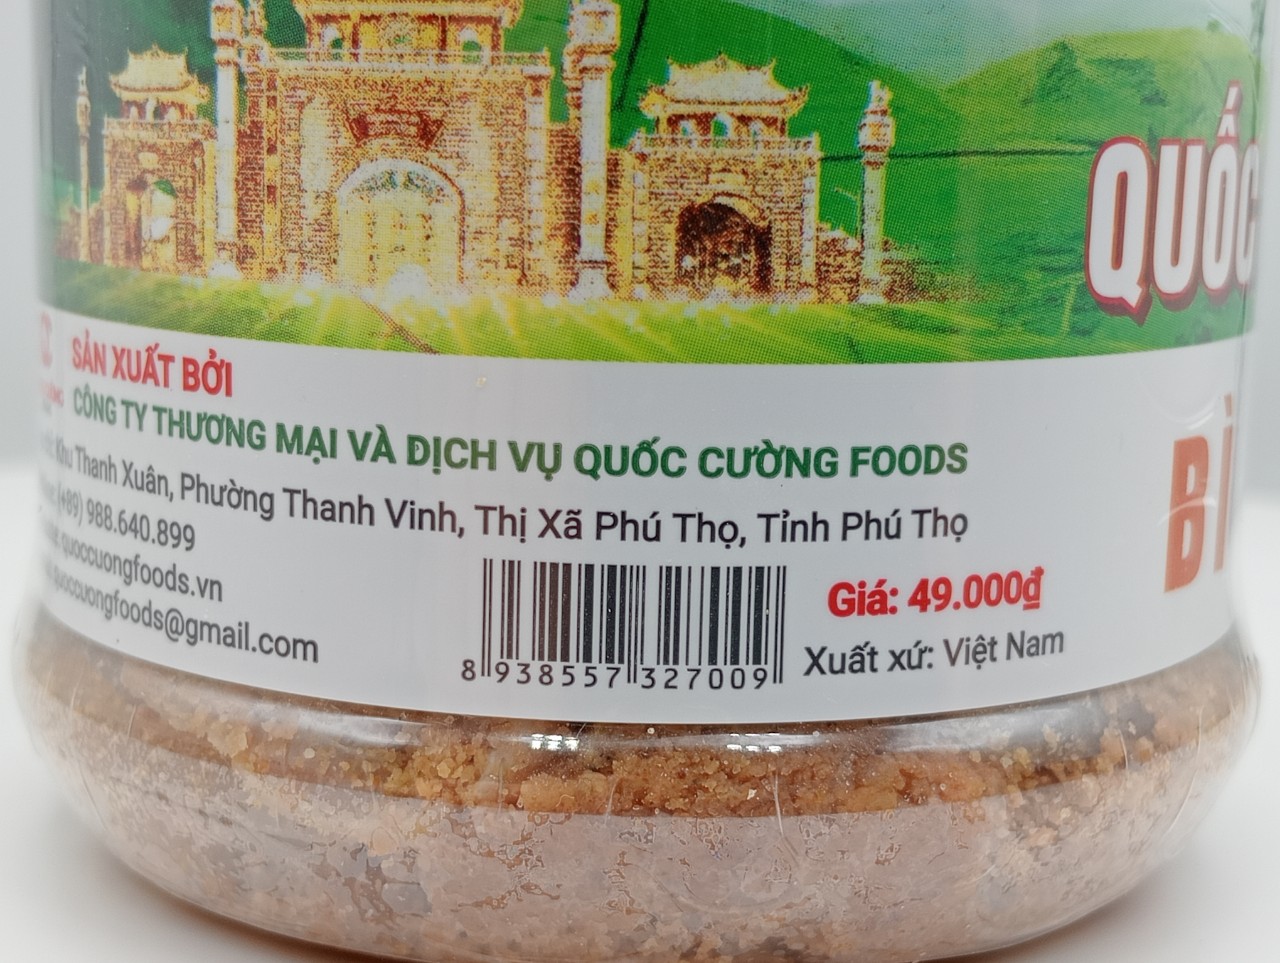 QUỐC
SẢN XUẤT BỞI
CÔNG TY THƯƠNG MẠI VÀ DỊCH VỤ QUỐC CƯỜNG FOODS
Khu Thanh Xuân, Phường Thanh Vinh, Thị Xã Phú Thọ, Tỉnh Phú Thọ
(+89) 988.640.899
quoccuongfoods.vn
quoccuongfoods@gmail.com
8 938557 327009
Giá: 49.000₫
Xuất xứ: Việt Nam
BÌ